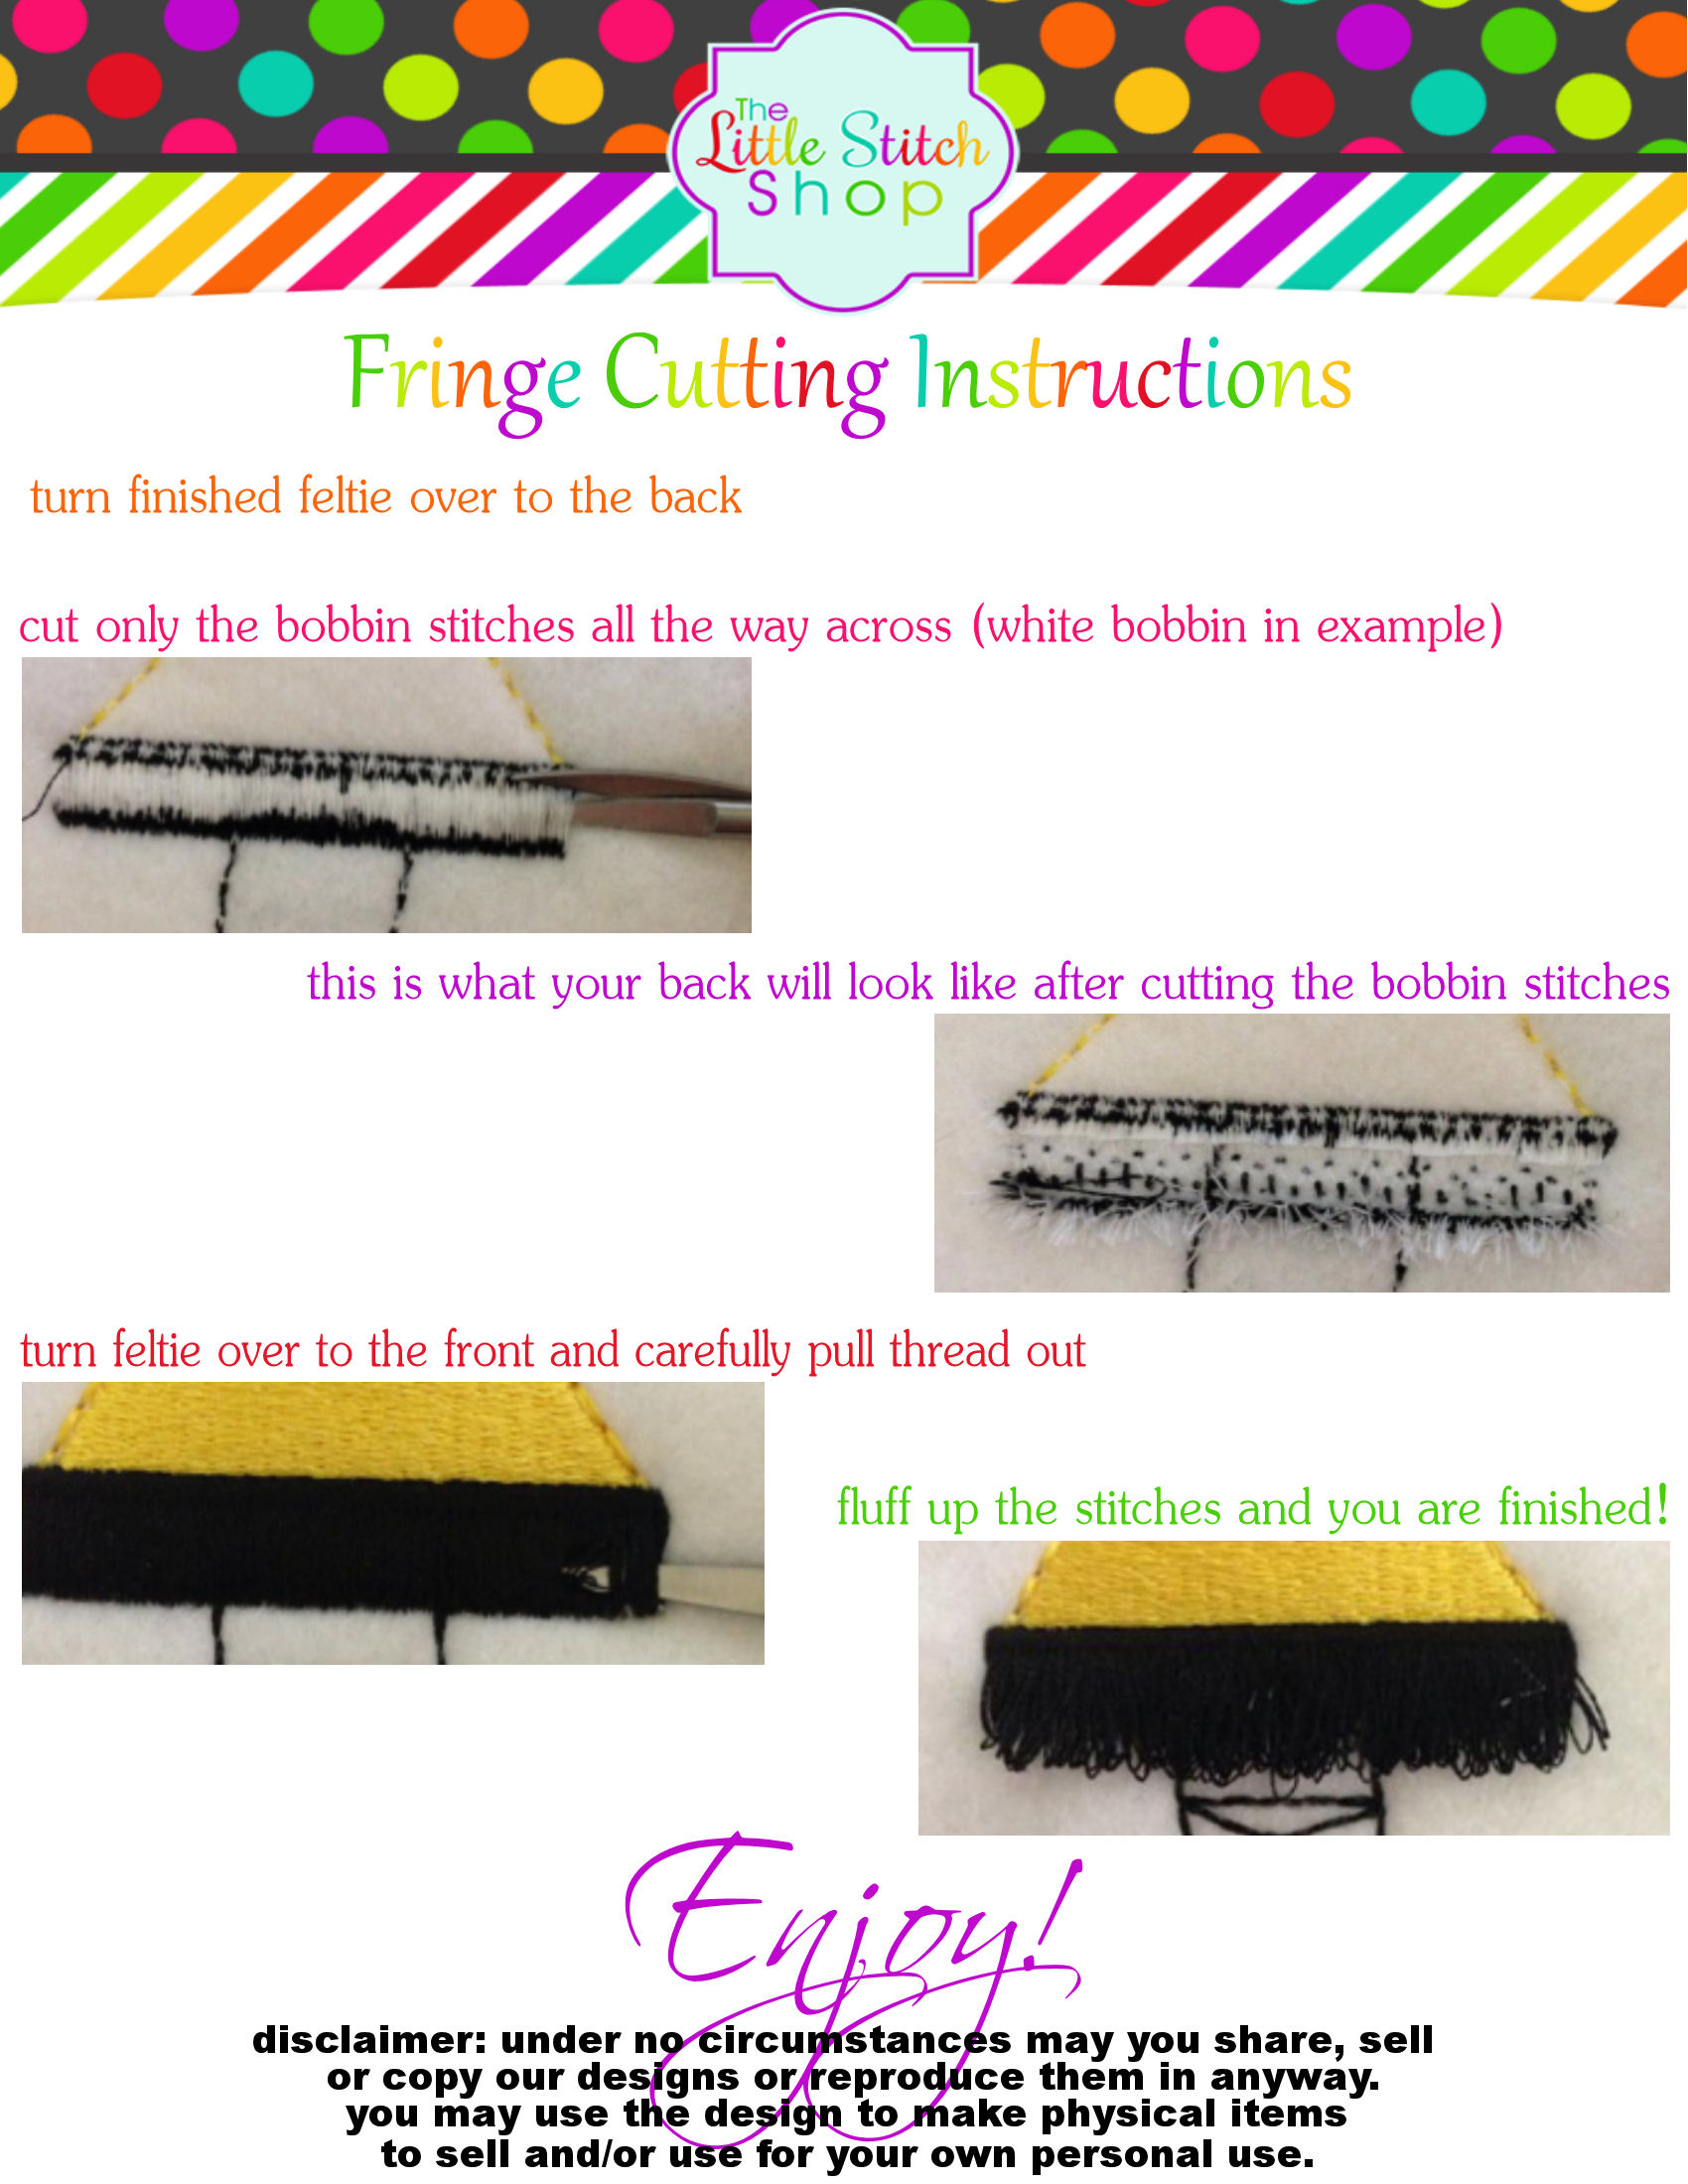 The
Little Stitch
Shop
Fringe Cutting Instructions
turn finished feltie over to the back
cut only the bobbin stitches all the way across (white bobbin in example)
this is what your back will look like after cutting the bobbin stitches
turn feltie over to the front and carefully pull thread out
fluff up the stitches and you are finished!
Enjoy!
disclaimer: under no circumstances may you share, sell
or copy our designs or reproduce them in anyway.
you may use the design to make physical items
to sell and/or use for your own personal use.